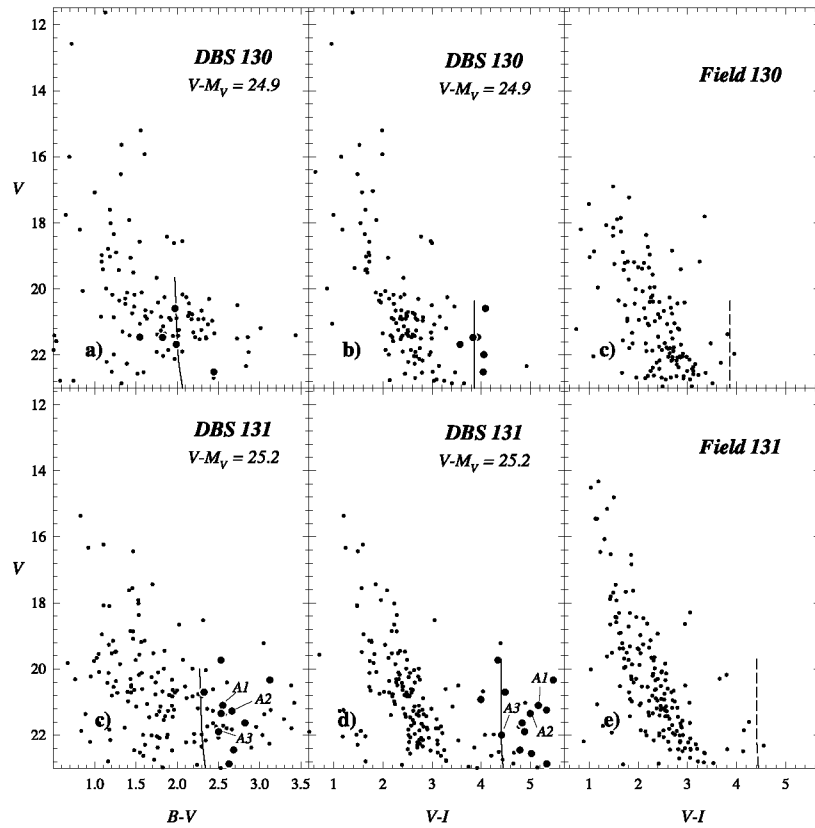 12
14
16
V
18
20
22
DBS 130
V-M_V = 24.9
a)
DBS 130
V-M_V = 24.9
b)
Field 130
c)
12
14
16
V
18
20
22
DBS 131
V-M_V = 25.2
A1
A2
A3
c)
DBS 131
V-M_V = 25.2
A1
A2
A3
d)
Field 131
e)
1.0 1.5 2.0 2.5 3.0 3.5
B-V
1 2 3 4 5
V-I
1 2 3 4 5
V-I